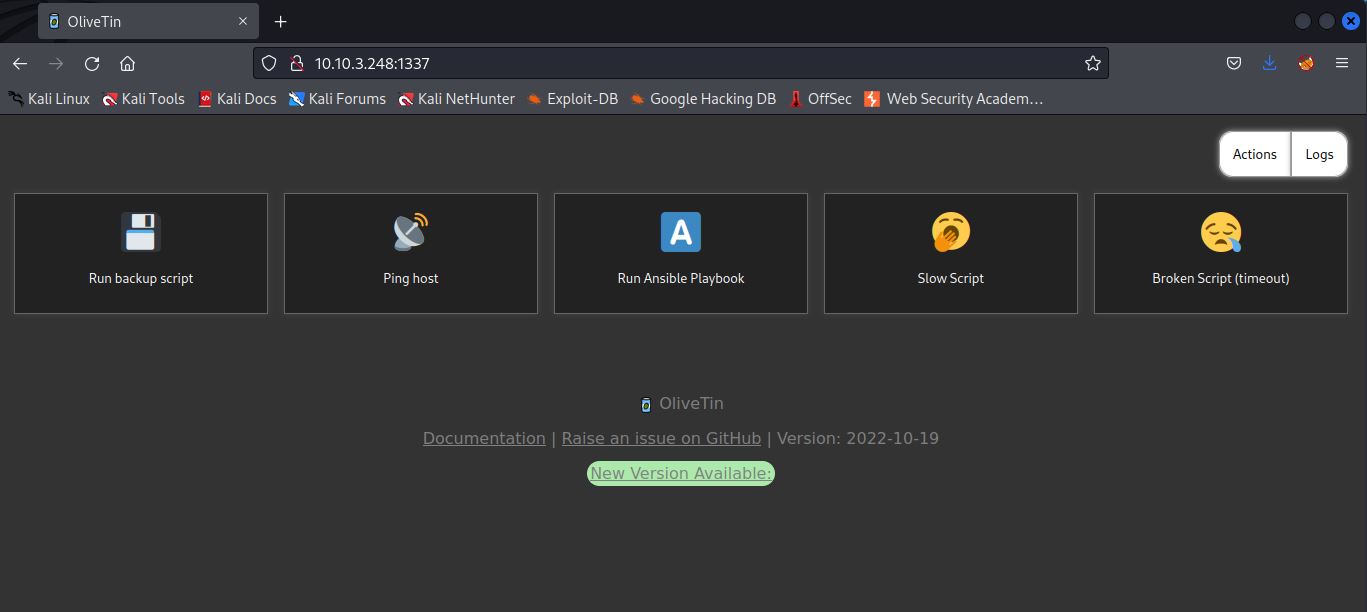 OliveTin
10.10.3.248:1337
Kali Linux Kali Tools Kali Docs Kali Forums Kali NetHunter Exploit-DB Google Hacking DB OffSec Web Security Academ…
Actions Logs
A
Run backup script Ping host Run Ansible Playbook Slow Script Broken Script (timeout)
OliveTin
Documentation | Raise an issue on GitHub | Version: 2022-10-19
New Version Available: